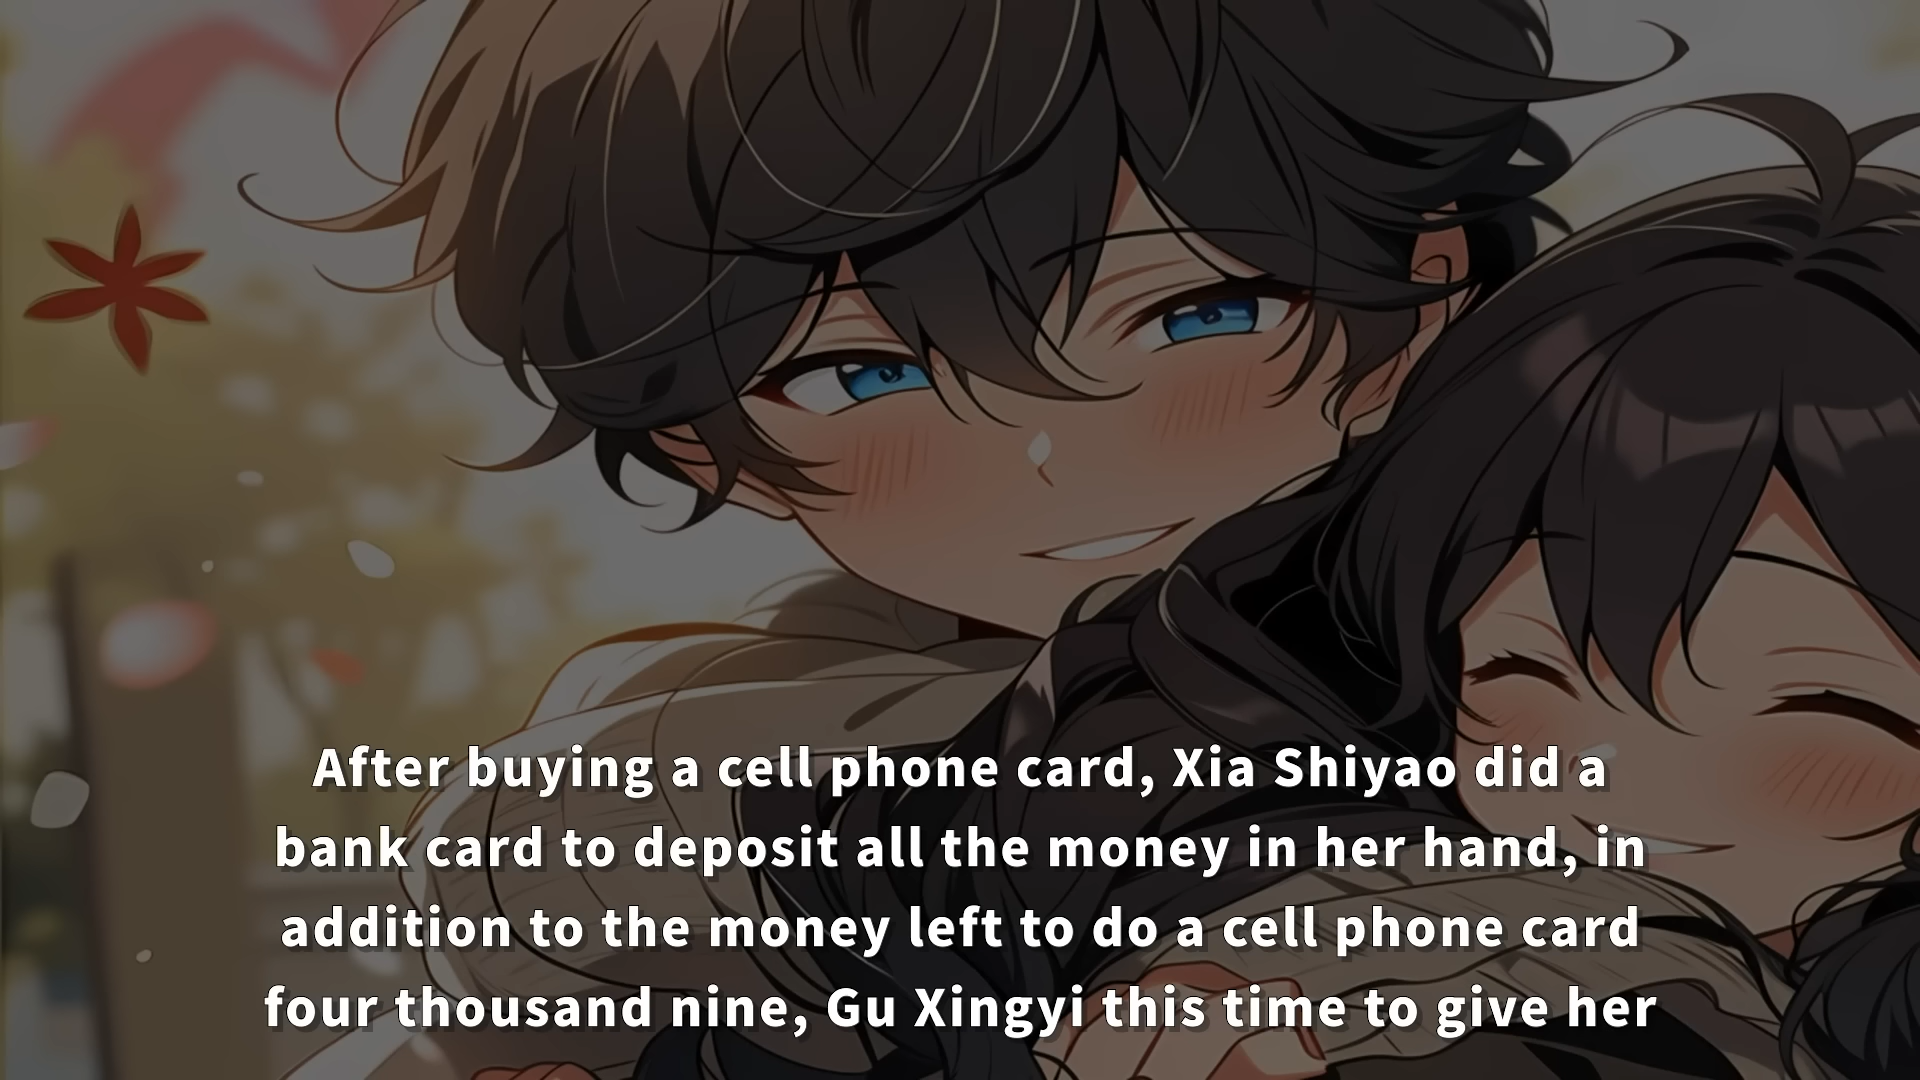 After buying a cell phone card, Xia Shiyao did a
bank card to deposit all the money in her hand, in
addition to the money left to do a cell phone card
four thousand nine, Gu Xingyi this time to give her